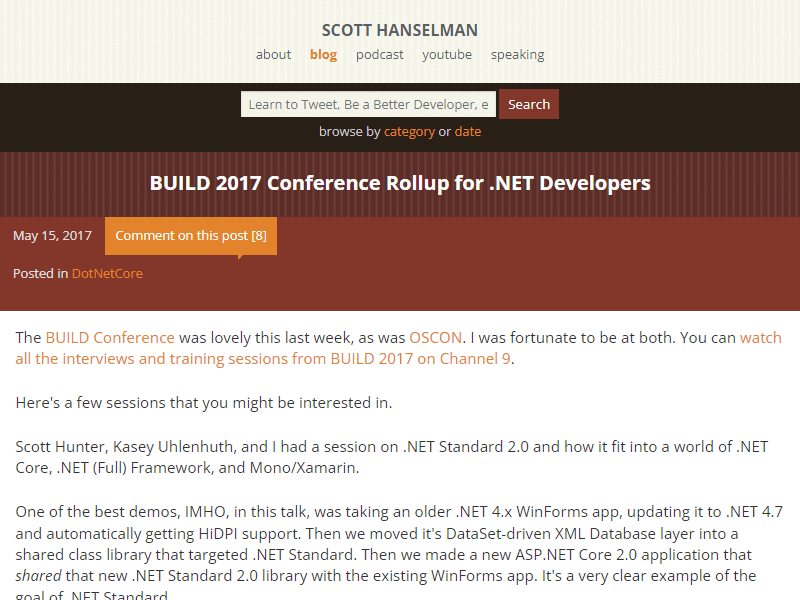 SCOTT HANSELMAN
about blog podcast youtube speaking
Learn to Tweet, Be a Better Developer, e Search
browse by category or date
BUILD 2017 Conference Rollup for .NET Developers
May 15, 2017 Comment on this post [8]
Posted in DotNetCore
The BUILD Conference was lovely this last week, as was OSCON. I was fortunate to be at both. You can watch
all the interviews and training sessions from BUILD 2017 on Channel 9.
Here's a few sessions that you might be interested in.
Scott Hunter, Kasey Uhlenhuth, and I had a session on .NET Standard 2.0 and how it fit into a world of .NET
Core, .NET (Full) Framework, and Mono/Xamarin.
One of the best demos, IMHO, in this talk, was taking an older .NET 4.x WinForms app, updating it to .NET 4.7
and automatically getting HiDPI support. Then we moved it's DataSet-driven XML Database layer into a
shared class library that targeted .NET Standard. Then we made a new ASP.NET Core 2.0 application that
shared that new .NET Standard 2.0 library with the existing WinForms app. It's a very clear example of the
goal of .NET Standard.